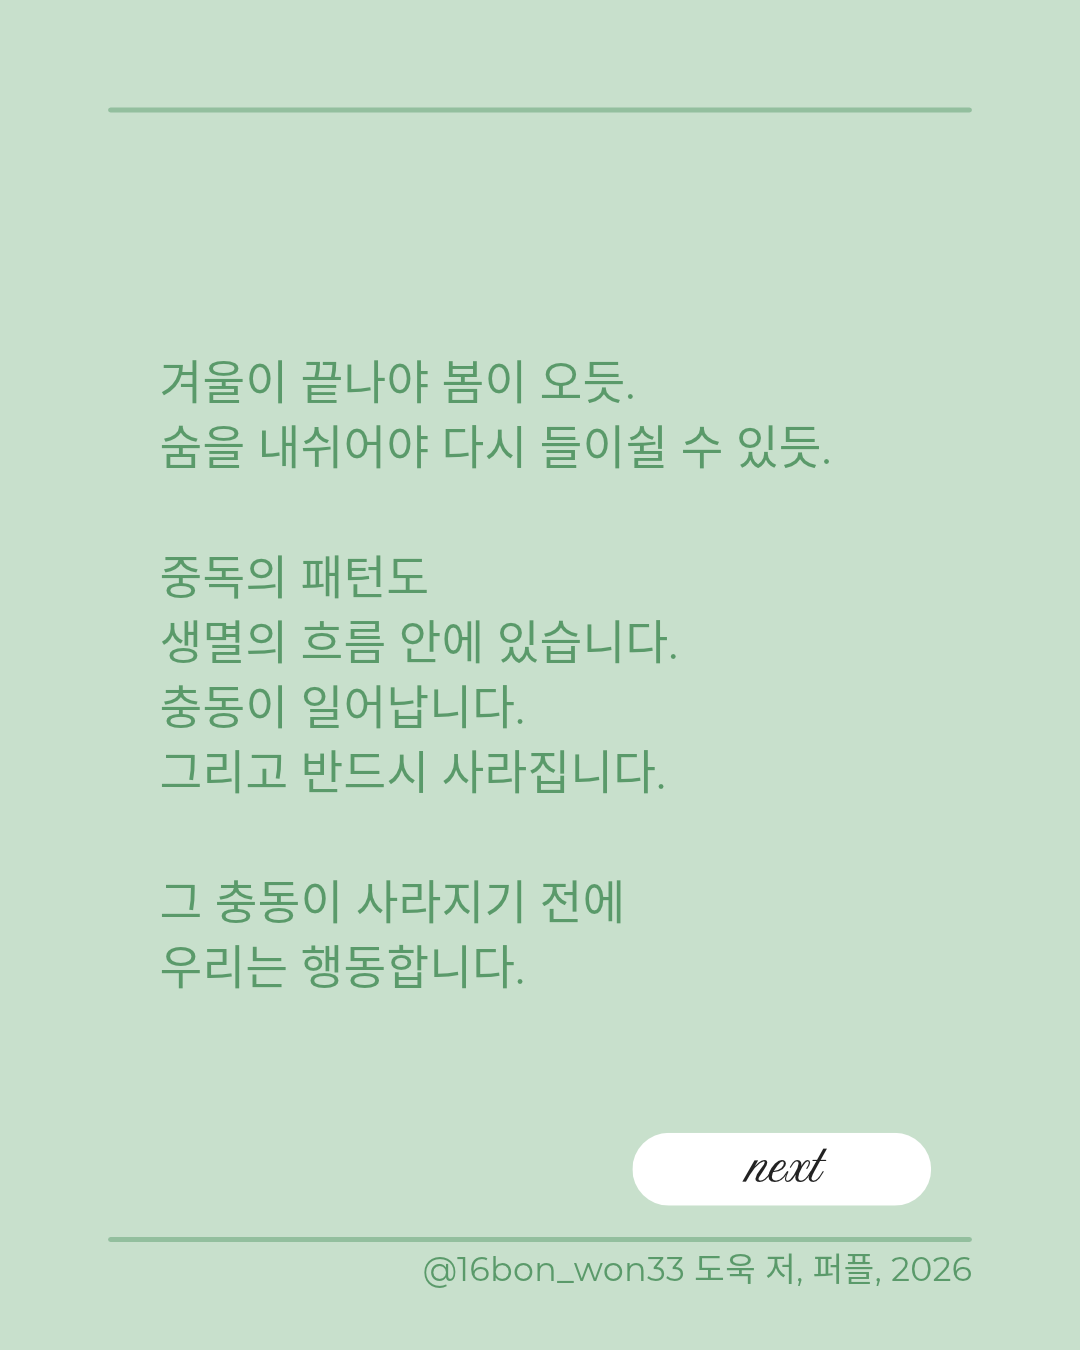 겨울이 끝나야 봄이 오듯.
숨을 내쉬어야 다시 들이쉴 수 있듯.
중독의 패턴도
생멸의 흐름 안에 있습니다.
충동이 일어납니다.
그리고 반드시 사라집니다.
그 충동이 사라지기 전에
우리는 행동합니다.
next
@16bon_won33 도욱 저, 퍼플, 2026